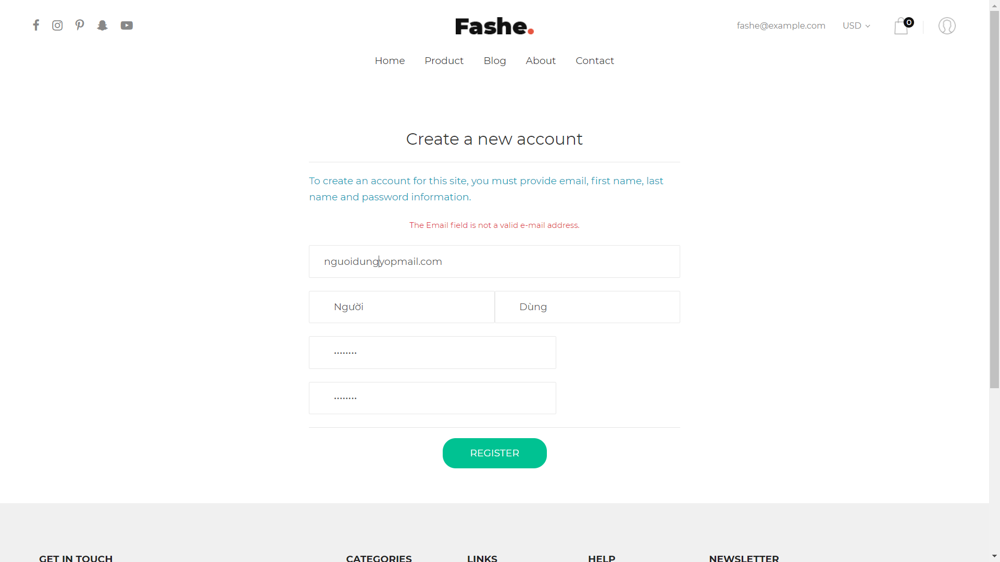 Fashe.
fashe@example.com
USD
0
Home
Product
Blog
About
Contact
Create a new account
To create an account for this site, you must provide email, first name, last
name and password information.
The Email field is not a valid e-mail address.
nguoidungyopmail.com
Người
Dùng
........
........
REGISTER
GET IN TOUCH
CATEGORIES
LINKS
HELP
NEWSLETTER